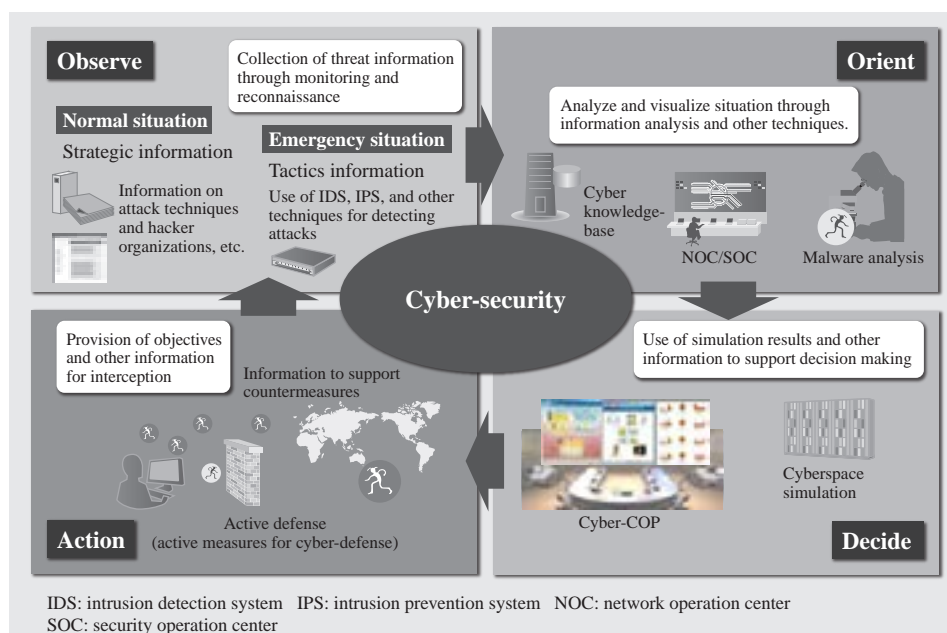 Observe
Collection of threat information
through monitoring and
reconnaissance
Normal situation
Strategic information
Information on
attack techniques
and hacker
organizations, etc.
Emergency situation
Tactics information
Use of IDS, IPS, and other
techniques for detecting
attacks
Orient
Analyze and visualize situation through
information analysis and other techniques.
Cyber
knowledge-
base
NOC/SOC
Malware analysis
Cyber-security
Provision of objectives
and other information
for interception
Information to support
countermeasures
Active defense
(active measures for cyber-defense)
Action
Use of simulation results and other
information to support decision making
Cyber-COP
Cyberspace
simulation
Decide
IDS: intrusion detection system IPS: intrusion prevention system NOC: network operation center
SOC: security operation center